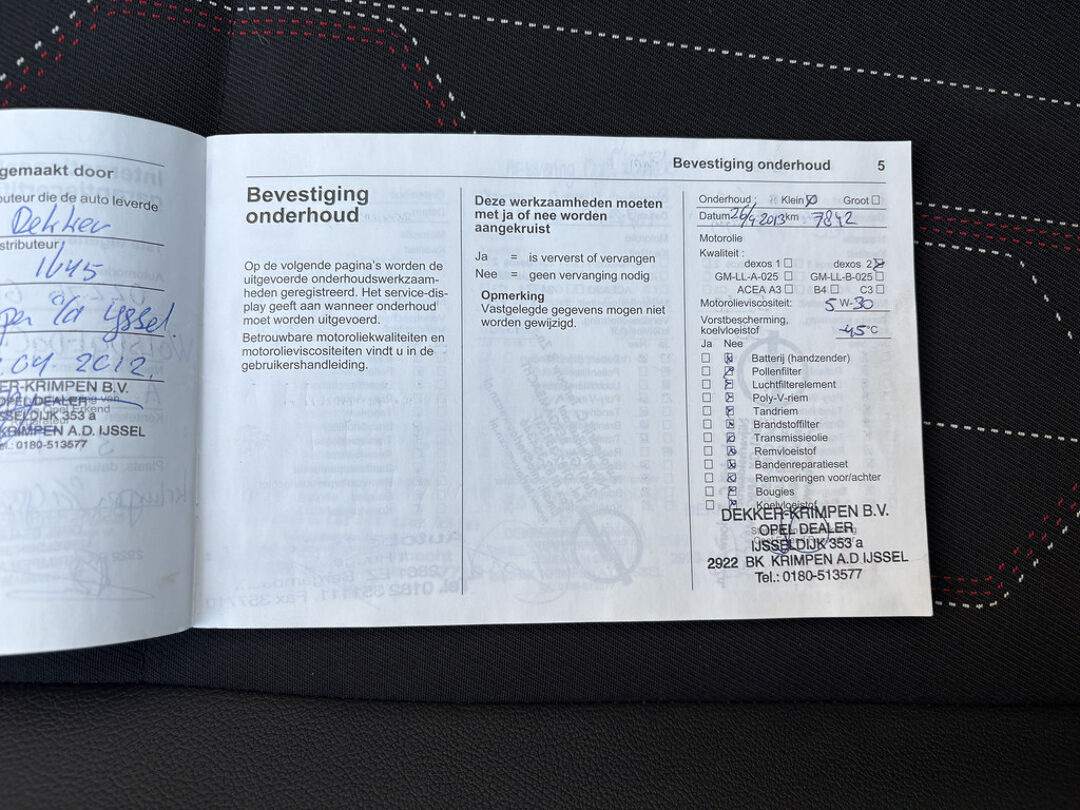 gemaakt door
buteur die de auto leverde
Dekker
stributeur
1645
a/d IJssel.
.04. 2012.
ER-KRIMPEN B.V.
OPEL DEALER
SSELDIJK 353 a
KRIMPEN A.D. IJSSEL
el.: 0180-513577
Bevestiging onderhoud 5
Bevestiging
onderhoud
Op de volgende pagina's worden de
uitgevoerde onderhoudswerkzaam-
heden geregistreerd. Het service-dis-
play geeft aan wanneer onderhoud
moet worden uitgevoerd.
Betrouwbare motoroliekwaliteiten en
motorolieviscositeiten vindt u in de
gebruikershandleiding.
Deze werkzaamheden moeten
met ja of nee worden
aangekruist
Ja = is ververst of vervangen
Nee = geen vervanging nodig
Opmerking
Vastgelegde gegevens mogen niet
worden gewijzigd.
Onderhoud: Klein Groot
Datum 26/4 2013 km 7842
Motorolie
Kwaliteit:
dexos 1 dexos 2
GM-LL-A-025 GM-LL-B-025
ACEA A3 B4 C3
Motorolieviscositeit: 5 W-30
Vorstbescherming,
koelvloeistof -45 °C
Ja Nee
Batterij (handzender)
Pollenfilter
Luchtfilterelement
Poly-V-riem
Tandriem
Brandstoffilter
Transmissieolie
Remvloeistof
Bandenreparatieset
Remvoeringen voor/achter
Bougies
Koelvloeistof
DEKKER-KRIMPEN B.V.
OPEL DEALER
IJSSELDIJK 353 a
2922 BK KRIMPEN A.D. IJSSEL
Tel.: 0180-513577